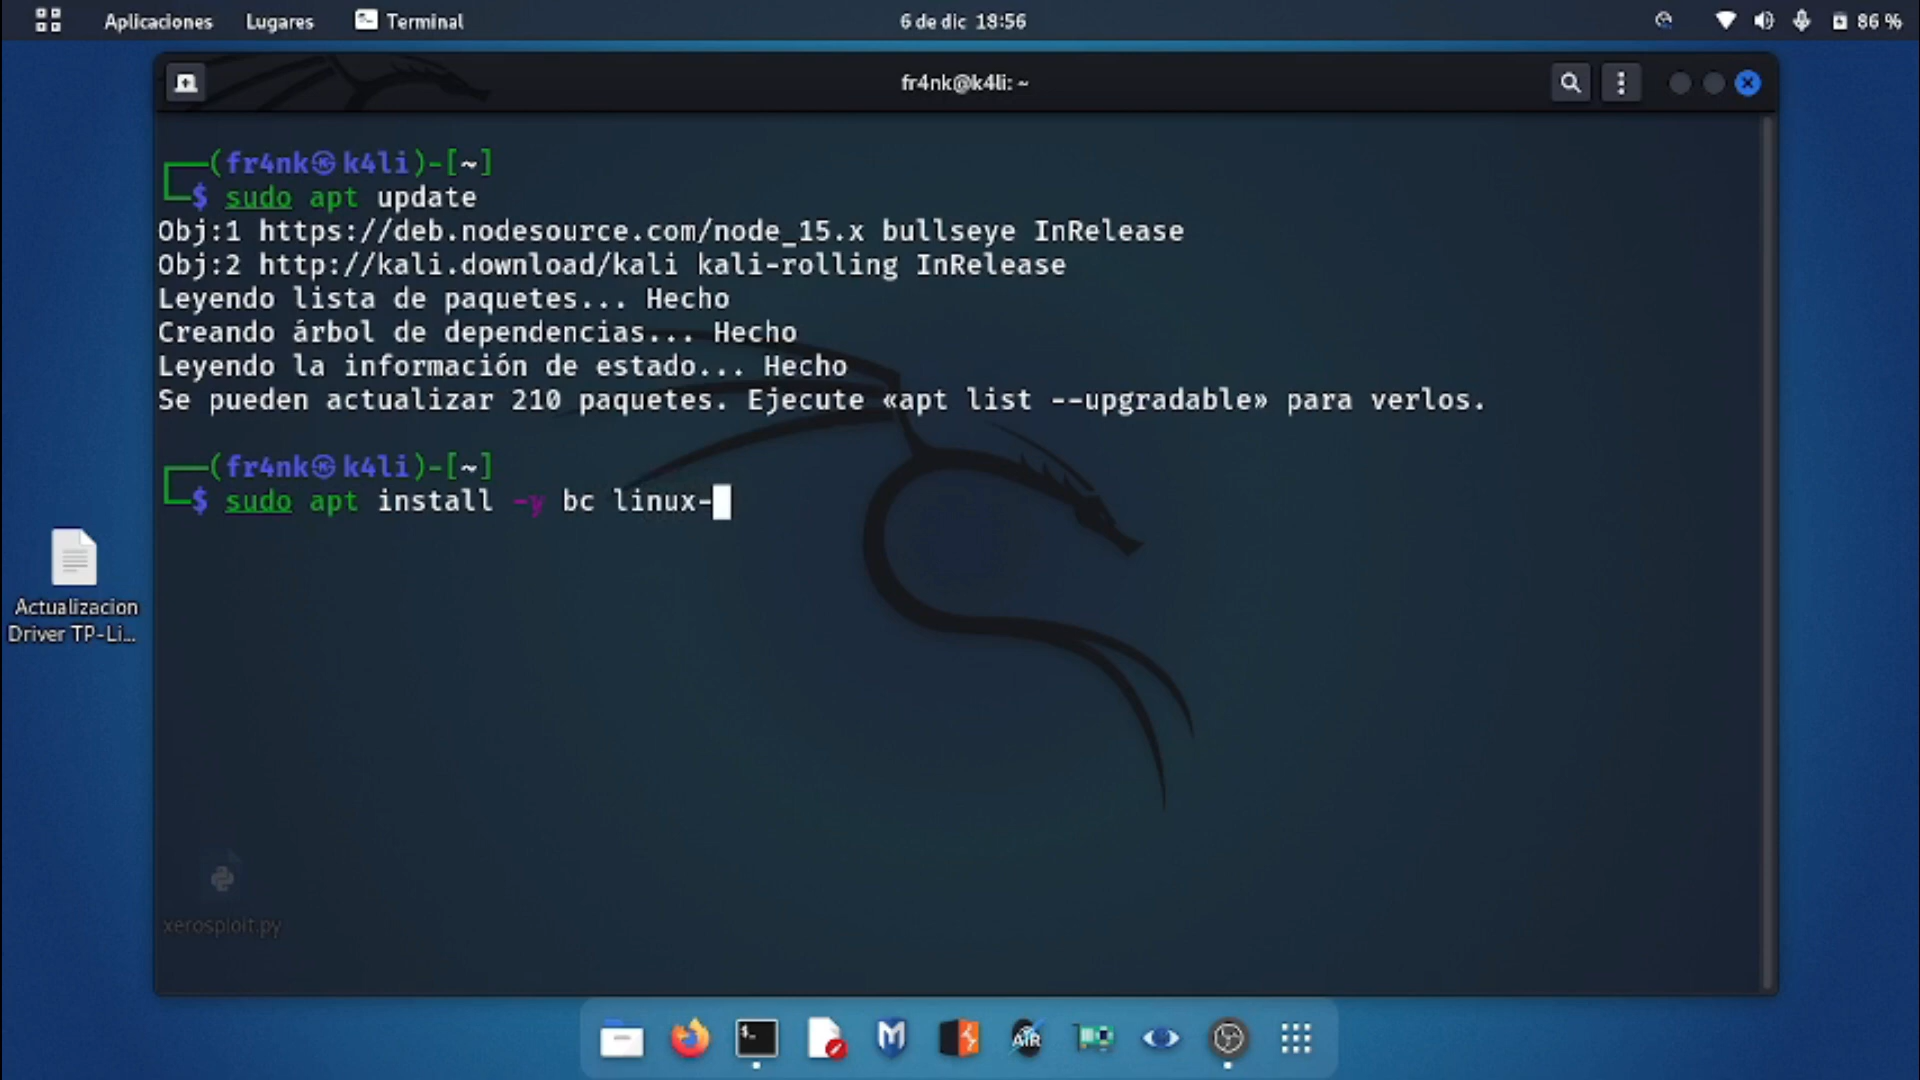 Aplicaciones Lugares Terminal 6 de dic 18:56 86 %
fr4nk@k4li: ~
┌──(fr4nk㉿k4li)-[~]
└─$ sudo apt update
Obj:1 https://deb.nodesource.com/node_15.x bullseye InRelease
Obj:2 http://kali.download/kali kali-rolling InRelease
Leyendo lista de paquetes... Hecho
Creando árbol de dependencias... Hecho
Leyendo la información de estado... Hecho
Se pueden actualizar 210 paquetes. Ejecute «apt list --upgradable» para verlos.
┌──(fr4nk㉿k4li)-[~]
└─$ sudo apt install -y bc linux-
Actualizacion
Driver TP-Li...
xerosploit.py
AIR